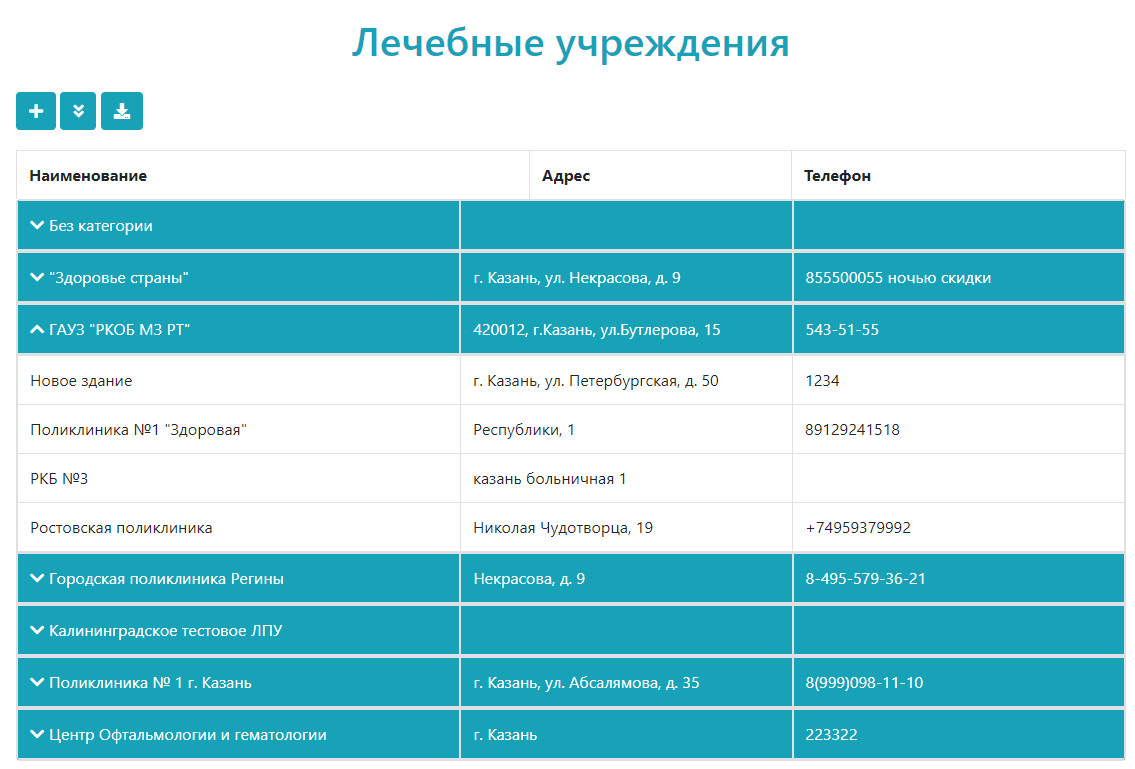 Лечебные учреждения
Наименование Адрес Телефон
Без категории
"Здоровье страны" г. Казань, ул. Некрасова, д. 9 855500055 ночью скидки
ГАУЗ "РКОБ МЗ РТ" 420012, г.Казань, ул.Бутлерова, 15 543-51-55
Новое здание г. Казань, ул. Петербургская, д. 50 1234
Поликлиника №1 "Здоровая" Республики, 1 89129241518
РКБ №3 казань больничная 1
Ростовская поликлиника Николая Чудотворца, 19 +74959379992
Городская поликлиника Регины Некрасова, д. 9 8-495-579-36-21
Калининградское тестовое ЛПУ
Поликлиника № 1 г. Казань г. Казань, ул. Абсалямова, д. 35 8(999)098-11-10
Центр Офтальмологии и гематологии г. Казань 223322